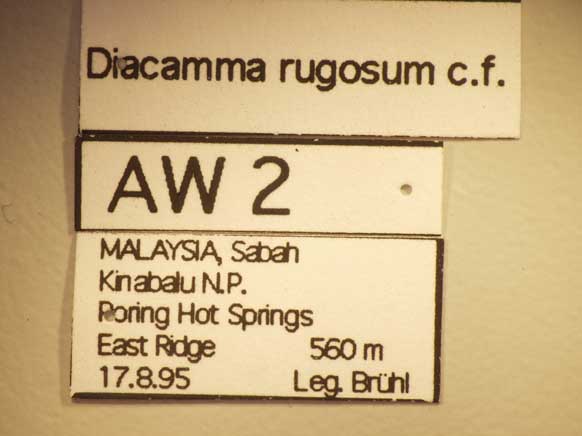 Diacamma rugosum c.f.
AW 2
MALAYSIA, Sabah
Kinabalu N.P.
Poring Hot Springs
East Ridge 560 m
17.8.95 Leg. Brühl